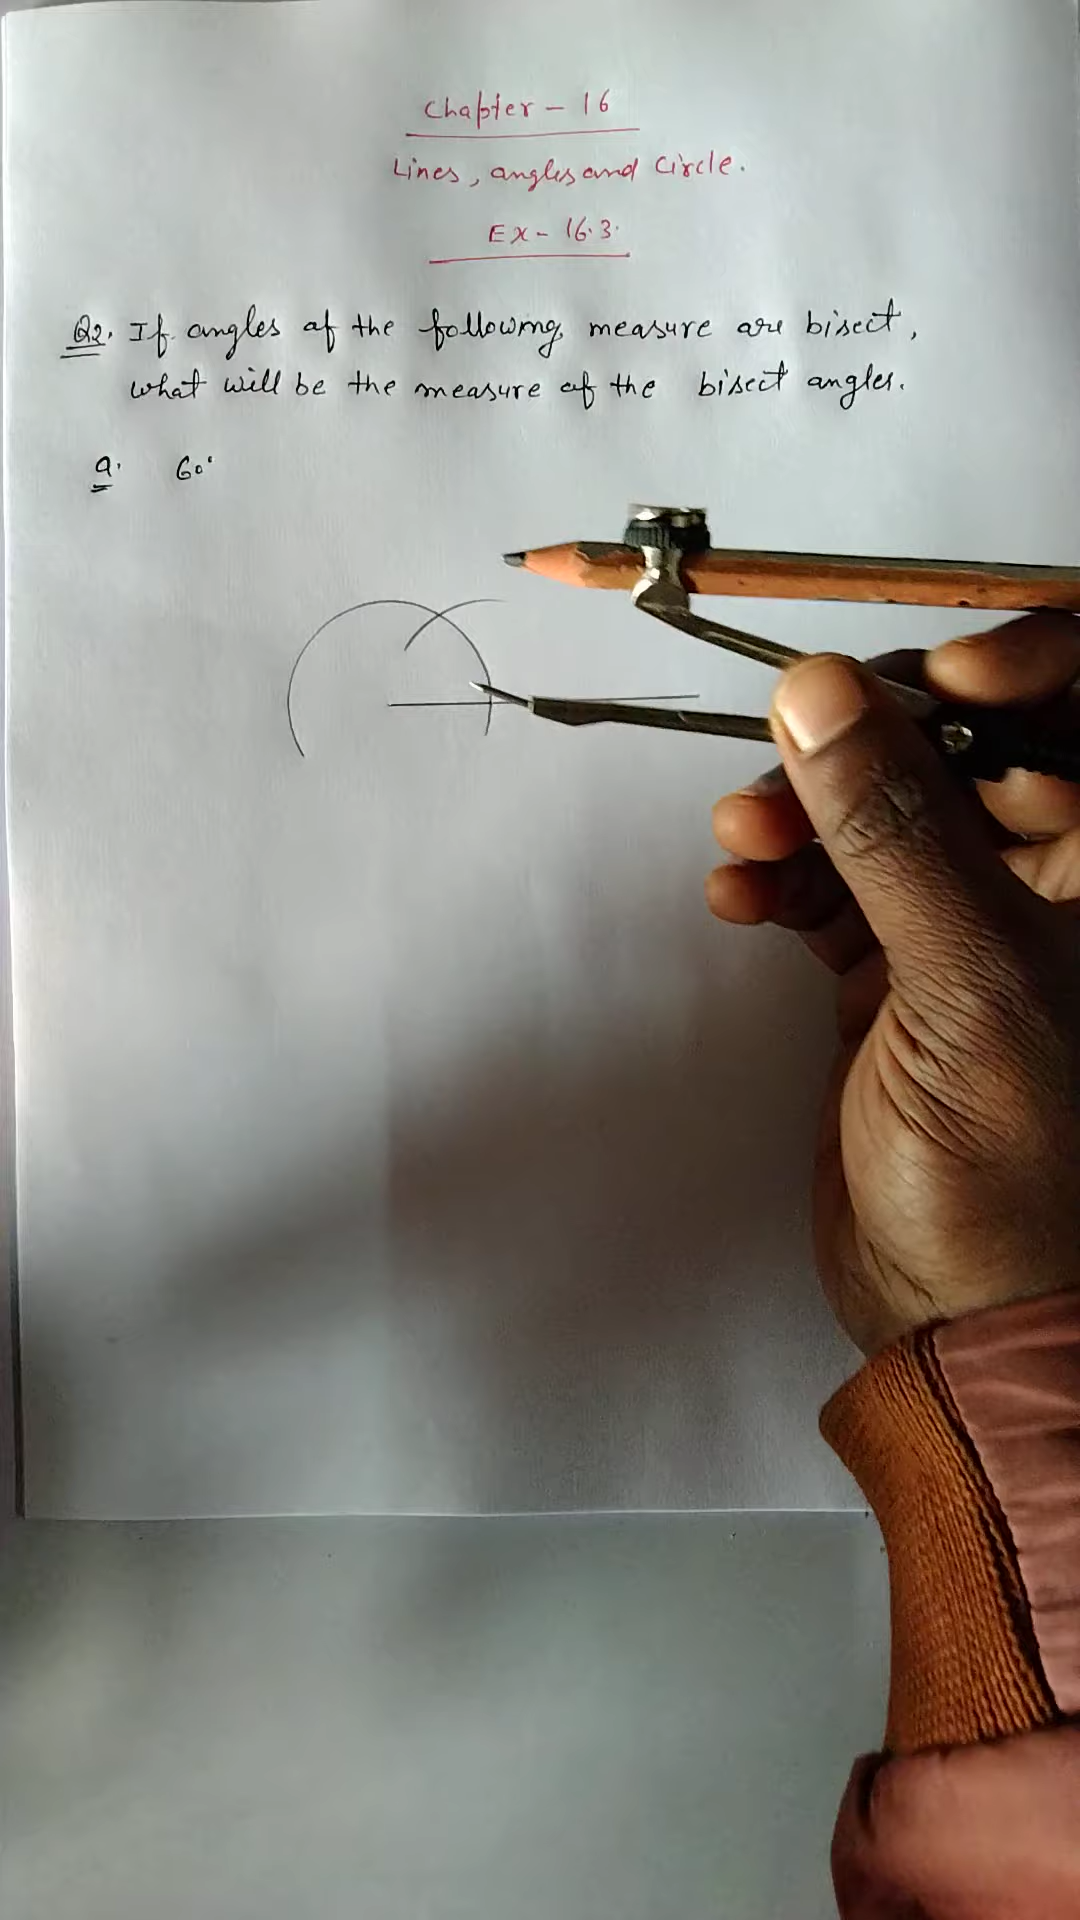 Chapter - 16
Lines, angles and Circle.
Ex - 16.3.
Q2. If angles of the following measure are bisect,
what will be the measure of the bisect angles.
a. 60°